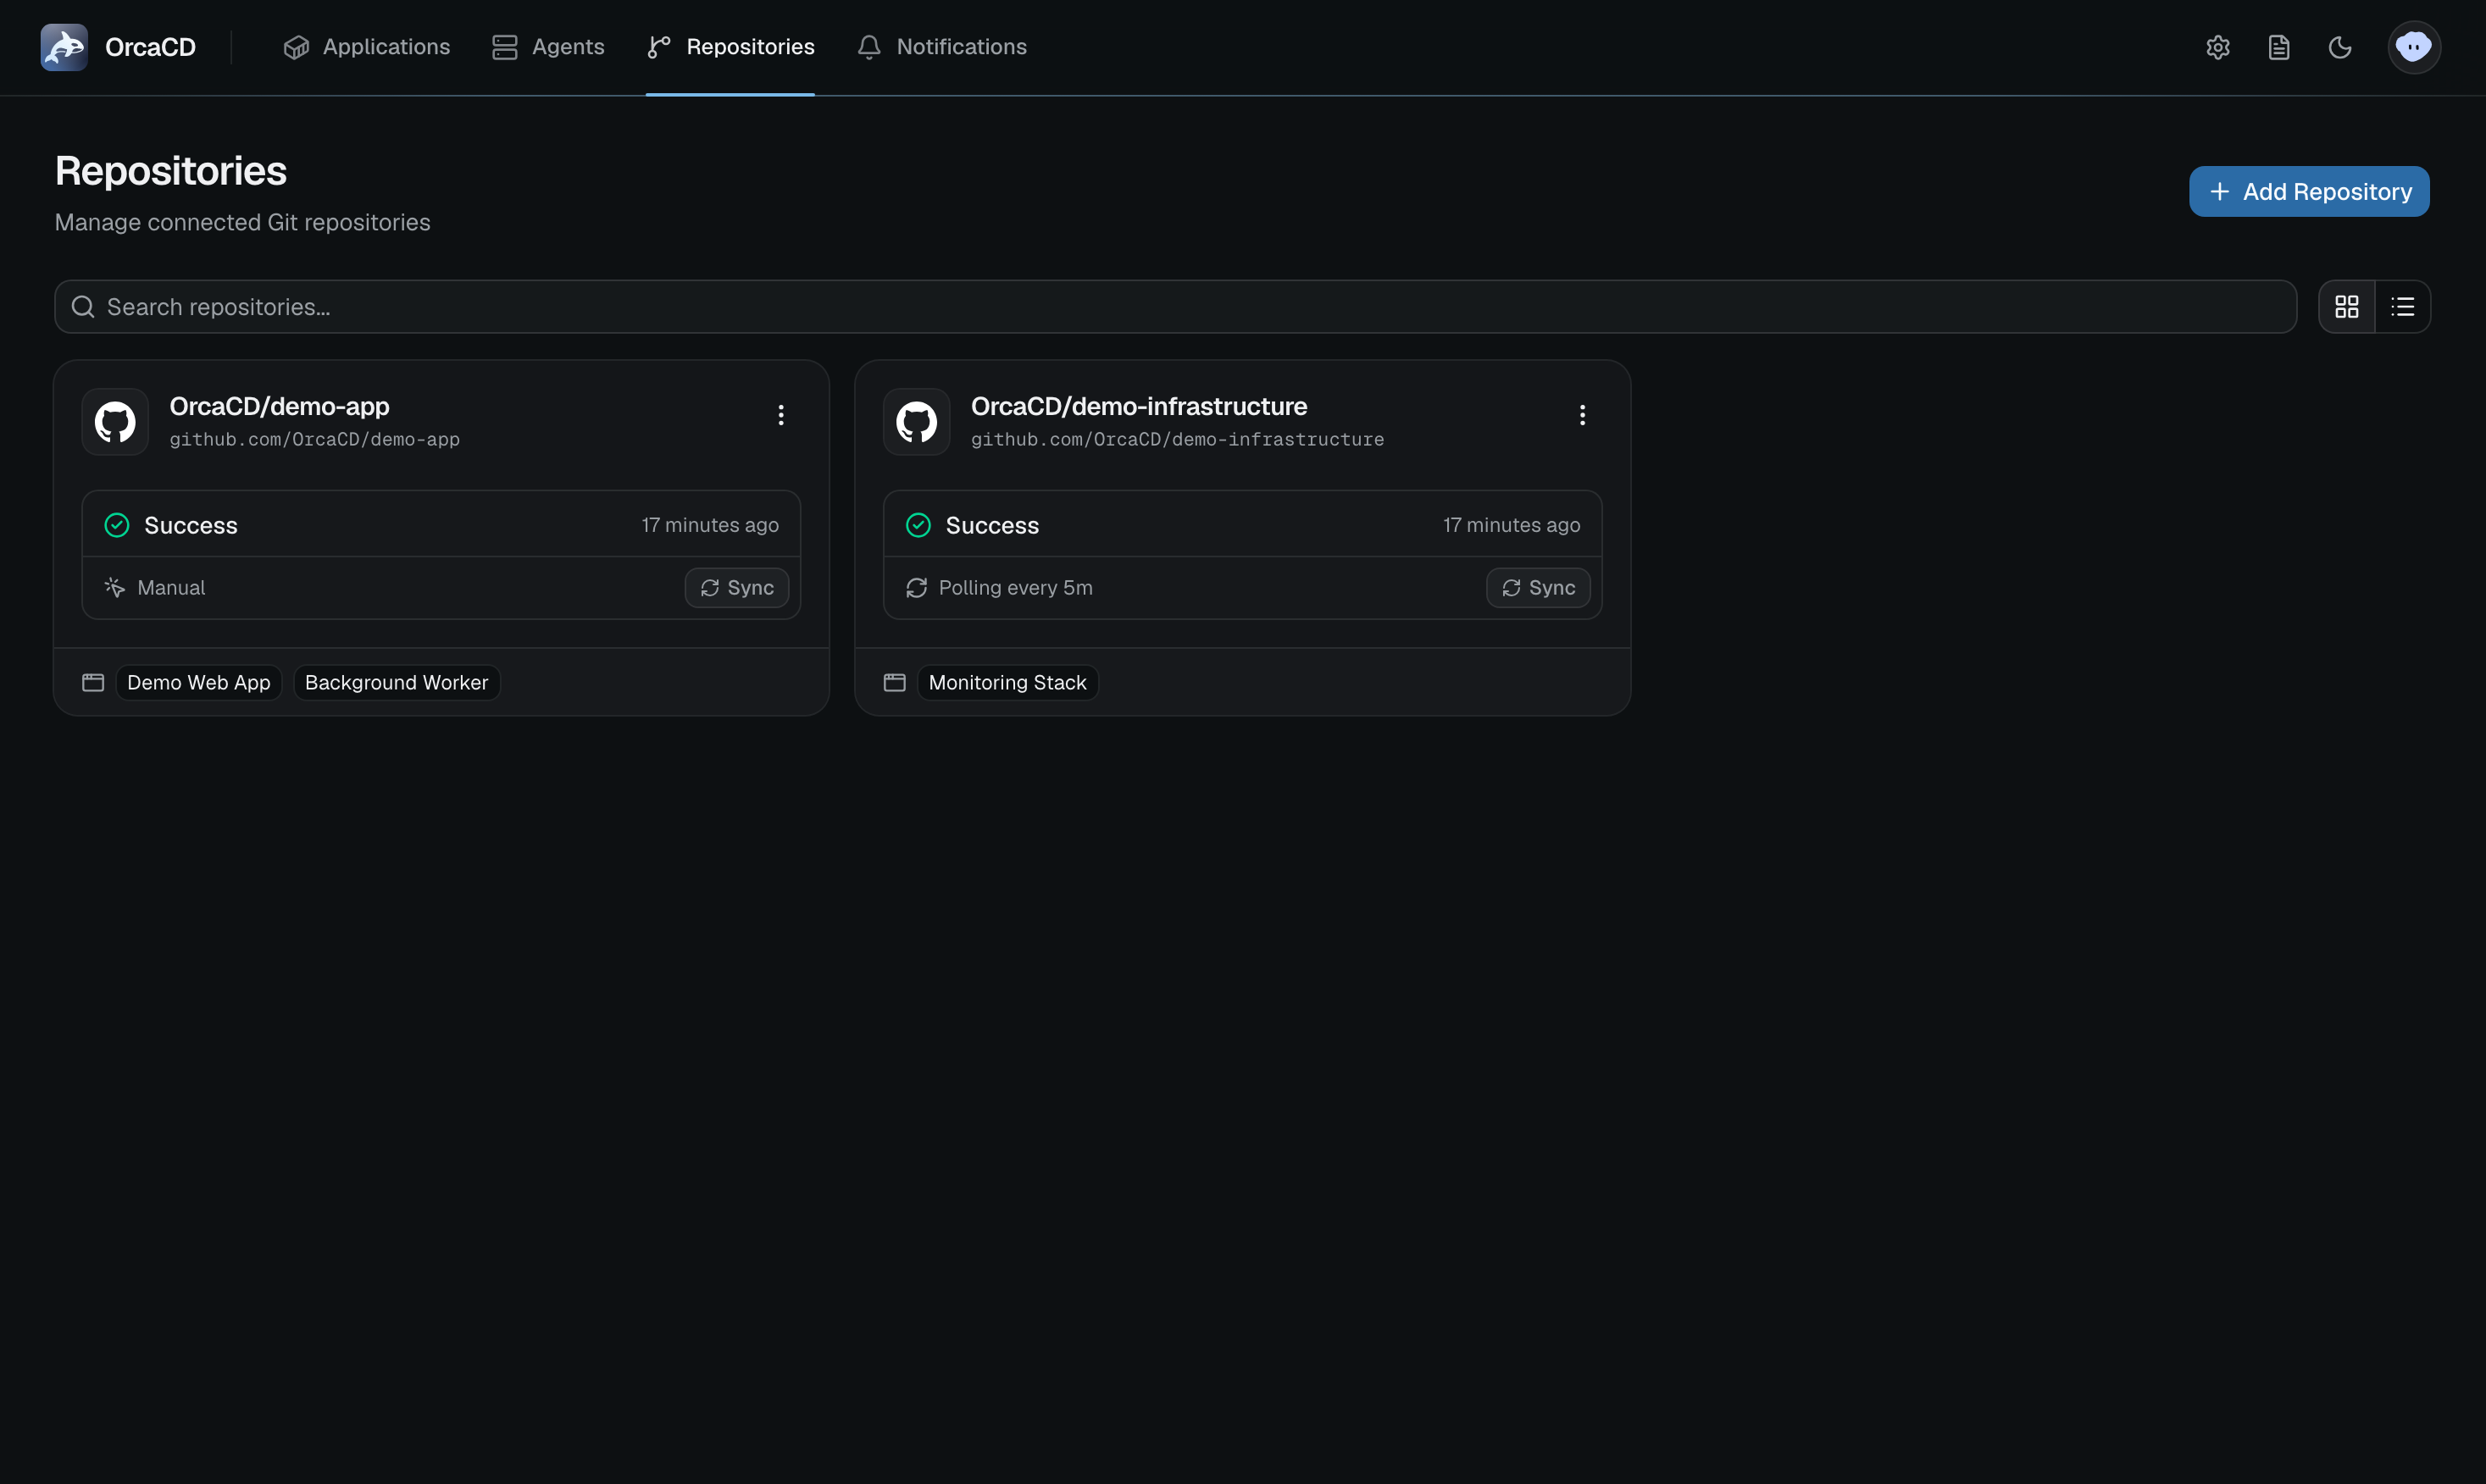 OrcaCD
Applications
Agents
Repositories
Notifications
Repositories
Manage connected Git repositories
Add Repository
Search repositories...
OrcaCD/demo-app
github.com/OrcaCD/demo-app
Success
17 minutes ago
Manual
Sync
Demo Web App
Background Worker
OrcaCD/demo-infrastructure
github.com/OrcaCD/demo-infrastructure
Success
17 minutes ago
Polling every 5m
Sync
Monitoring Stack